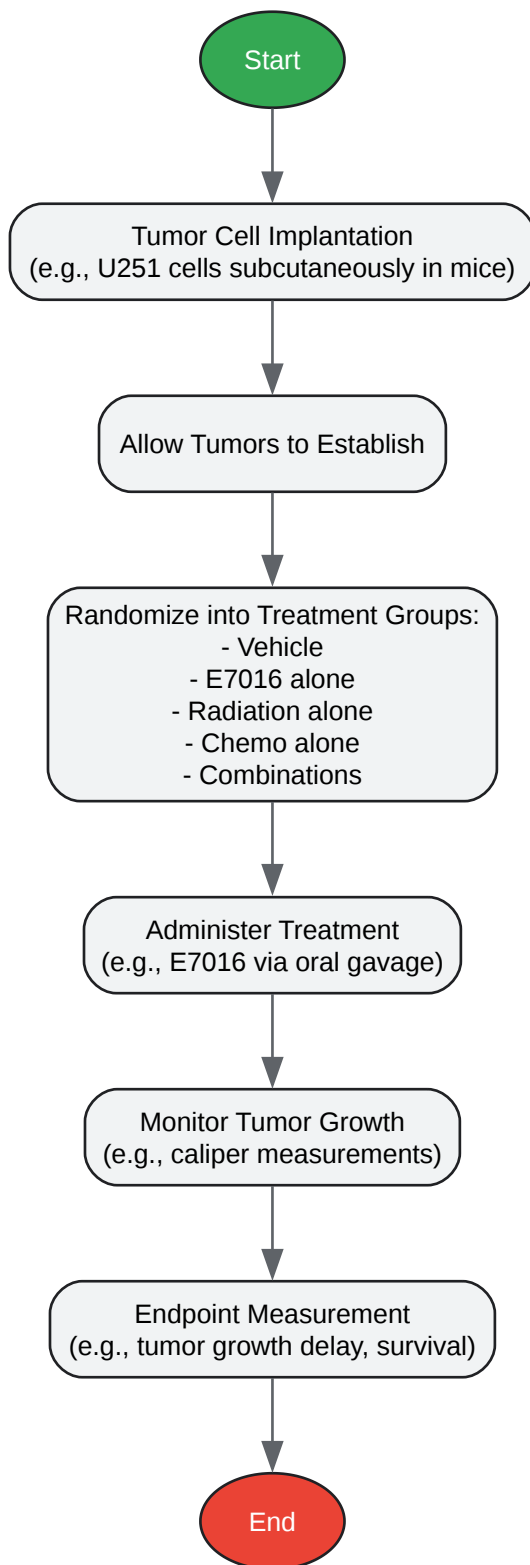 Start
Tumor Cell Implantation
(e.g., U251 cells subcutaneously in mice)
Allow Tumors to Establish
Randomize into Treatment Groups:
- Vehicle
- E7016 alone
- Radiation alone
- Chemo alone
- Combinations
Administer Treatment
(e.g., E7016 via oral gavage)
Monitor Tumor Growth
(e.g., caliper measurements)
Endpoint Measurement
(e.g., tumor growth delay, survival)
End